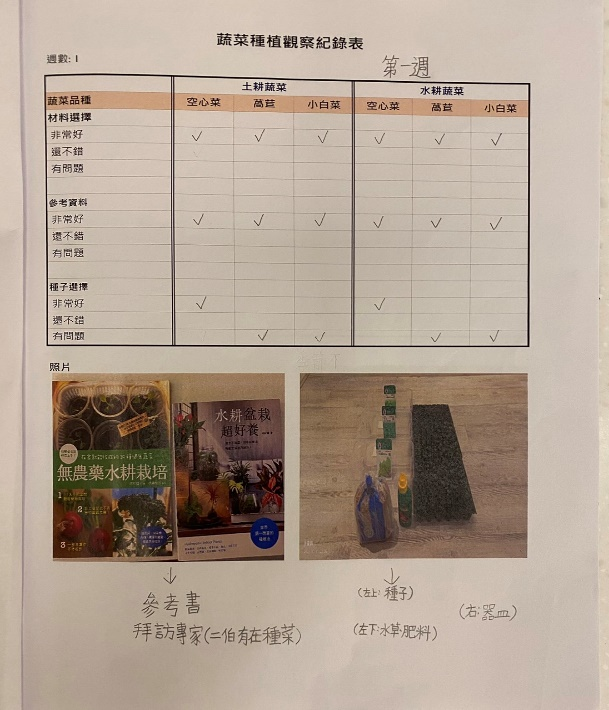 蔬菜種植觀察紀錄表
週數: 1
第一週
土耕蔬菜 水耕蔬菜
蔬菜品種 空心菜 萵苣 小白菜 空心菜 萵苣 小白菜
材料選擇
非常好 ✓ ✓ ✓ ✓ ✓ ✓
還不錯
有問題
參考資料
非常好 ✓ ✓ ✓ ✓ ✓ ✓
還不錯
有問題
種子選擇
非常好 ✓ ✓
還不錯
有問題 ✓ ✓ ✓ ✓
照片
無農藥水耕栽培
1
2
3
水耕盆栽
超好養
↓
參考書
拜訪專家(二伯有在種菜)
↓
(左上:種子)
(左下:水草.肥料)
(右:器皿)